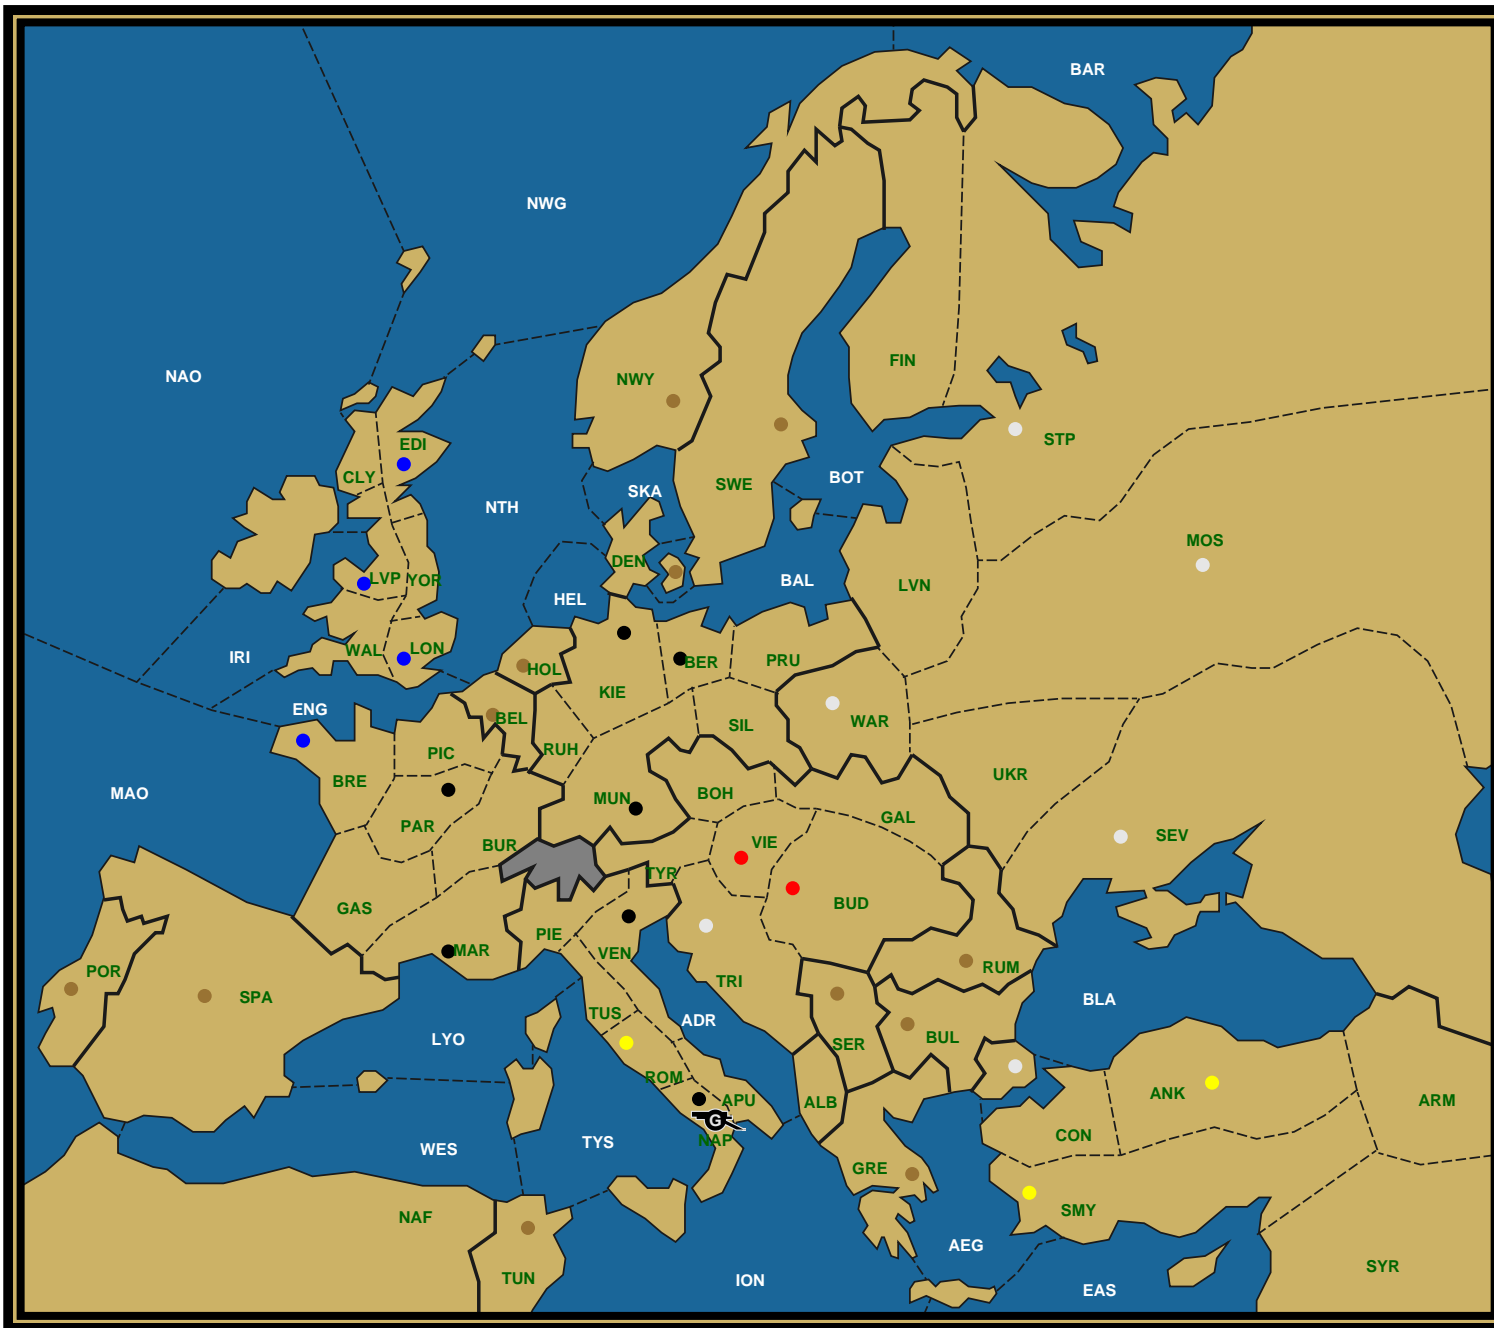 BAR
NWG
NAO
FIN
NWY
EDI
STP
CLY
SWE
BOT
SKA
NTH
MOS
DEN
LVP
YOR
BAL
LVN
HEL
WAL
LON
IRI
HOL
BER
PRU
KIE
ENG
BEL
WAR
SIL
PIC
RUH
BRE
UKR
MAO
BOH
MUN
GAL
PAR
SEV
BUR
VIE
TYR
BUD
GAS
PIE
MAR
VEN
RUM
POR
SPA
TRI
BLA
TUS
ADR
LYO
BUL
SER
ROM
ANK
APU
ALB
ARM
G
CON
NAP
TYS
WES
GRE
SMY
NAF
AEG
SYR
TUN
ION
EAS